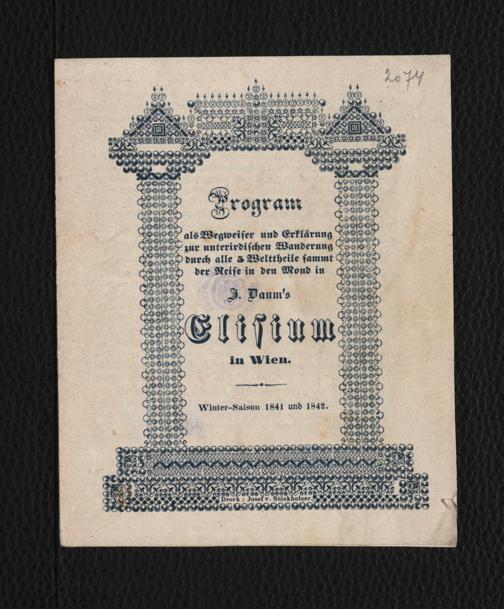 2074
Program
als Wegweiser und Erklärung
zur unterirdischen Wanderung
durch alle 5 Welttheile sammt
der Reise in den Mond in
J. Daum's
Elisium
in Wien.
Winter-Saison 1841 und 1842.
Druck : Josef v. Stöckholzer